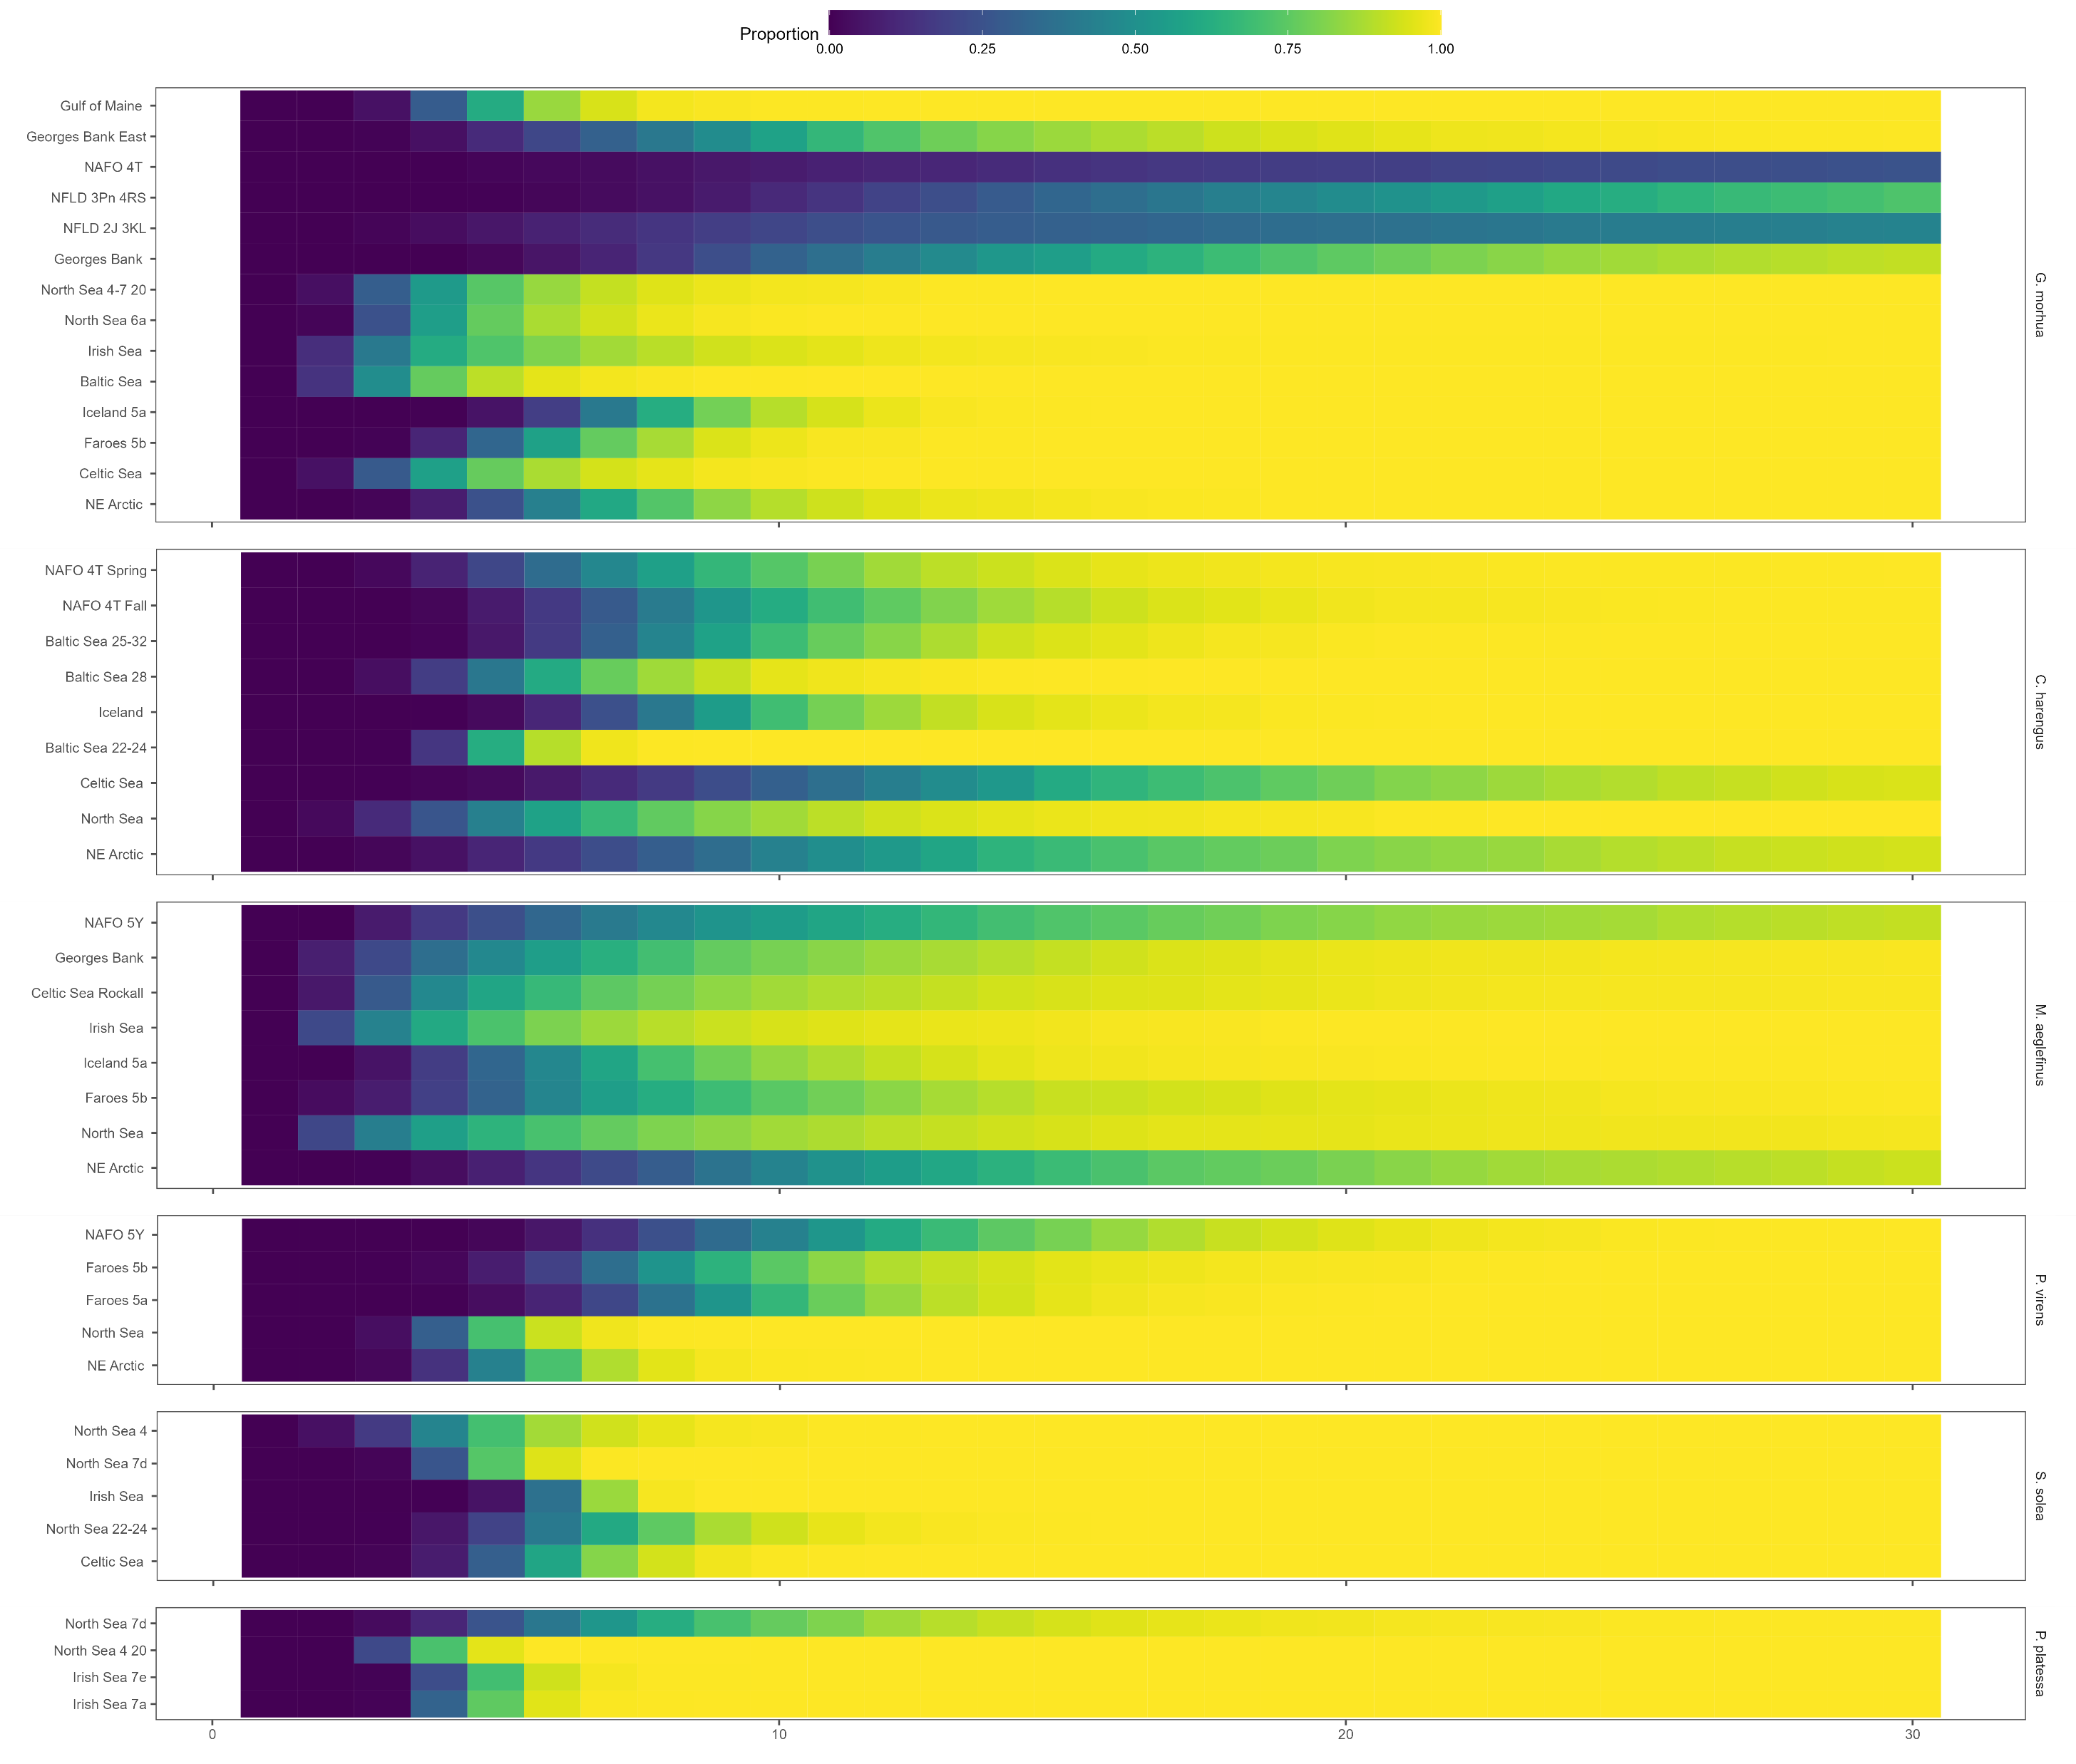 Proportion
0.00 0.25 0.50 0.75 1.00
Gulf of Maine
Georges Bank East
NAFO 4T
NFLD 3Pn 4RS
NFLD 2J 3KL
Georges Bank
North Sea 4-7 20
North Sea 6a
Irish Sea
Baltic Sea
Iceland 5a
Faroes 5b
Celtic Sea
NE Arctic
G. morhua
NAFO 4T Spring
NAFO 4T Fall
Baltic Sea 25-32
Baltic Sea 28
Iceland
Baltic Sea 22-24
Celtic Sea
North Sea
NE Arctic
C. harengus
NAFO 5Y
Georges Bank
Celtic Sea Rockall
Irish Sea
Iceland 5a
Faroes 5b
North Sea
NE Arctic
M. aeglefinus
NAFO 5Y
Faroes 5b
Faroes 5a
North Sea
NE Arctic
P. virens
North Sea 4
North Sea 7d
Irish Sea
North Sea 22-24
Celtic Sea
S. solea
North Sea 7d
North Sea 4 20
Irish Sea 7e
Irish Sea 7a
P. platessa
0 10 20 30